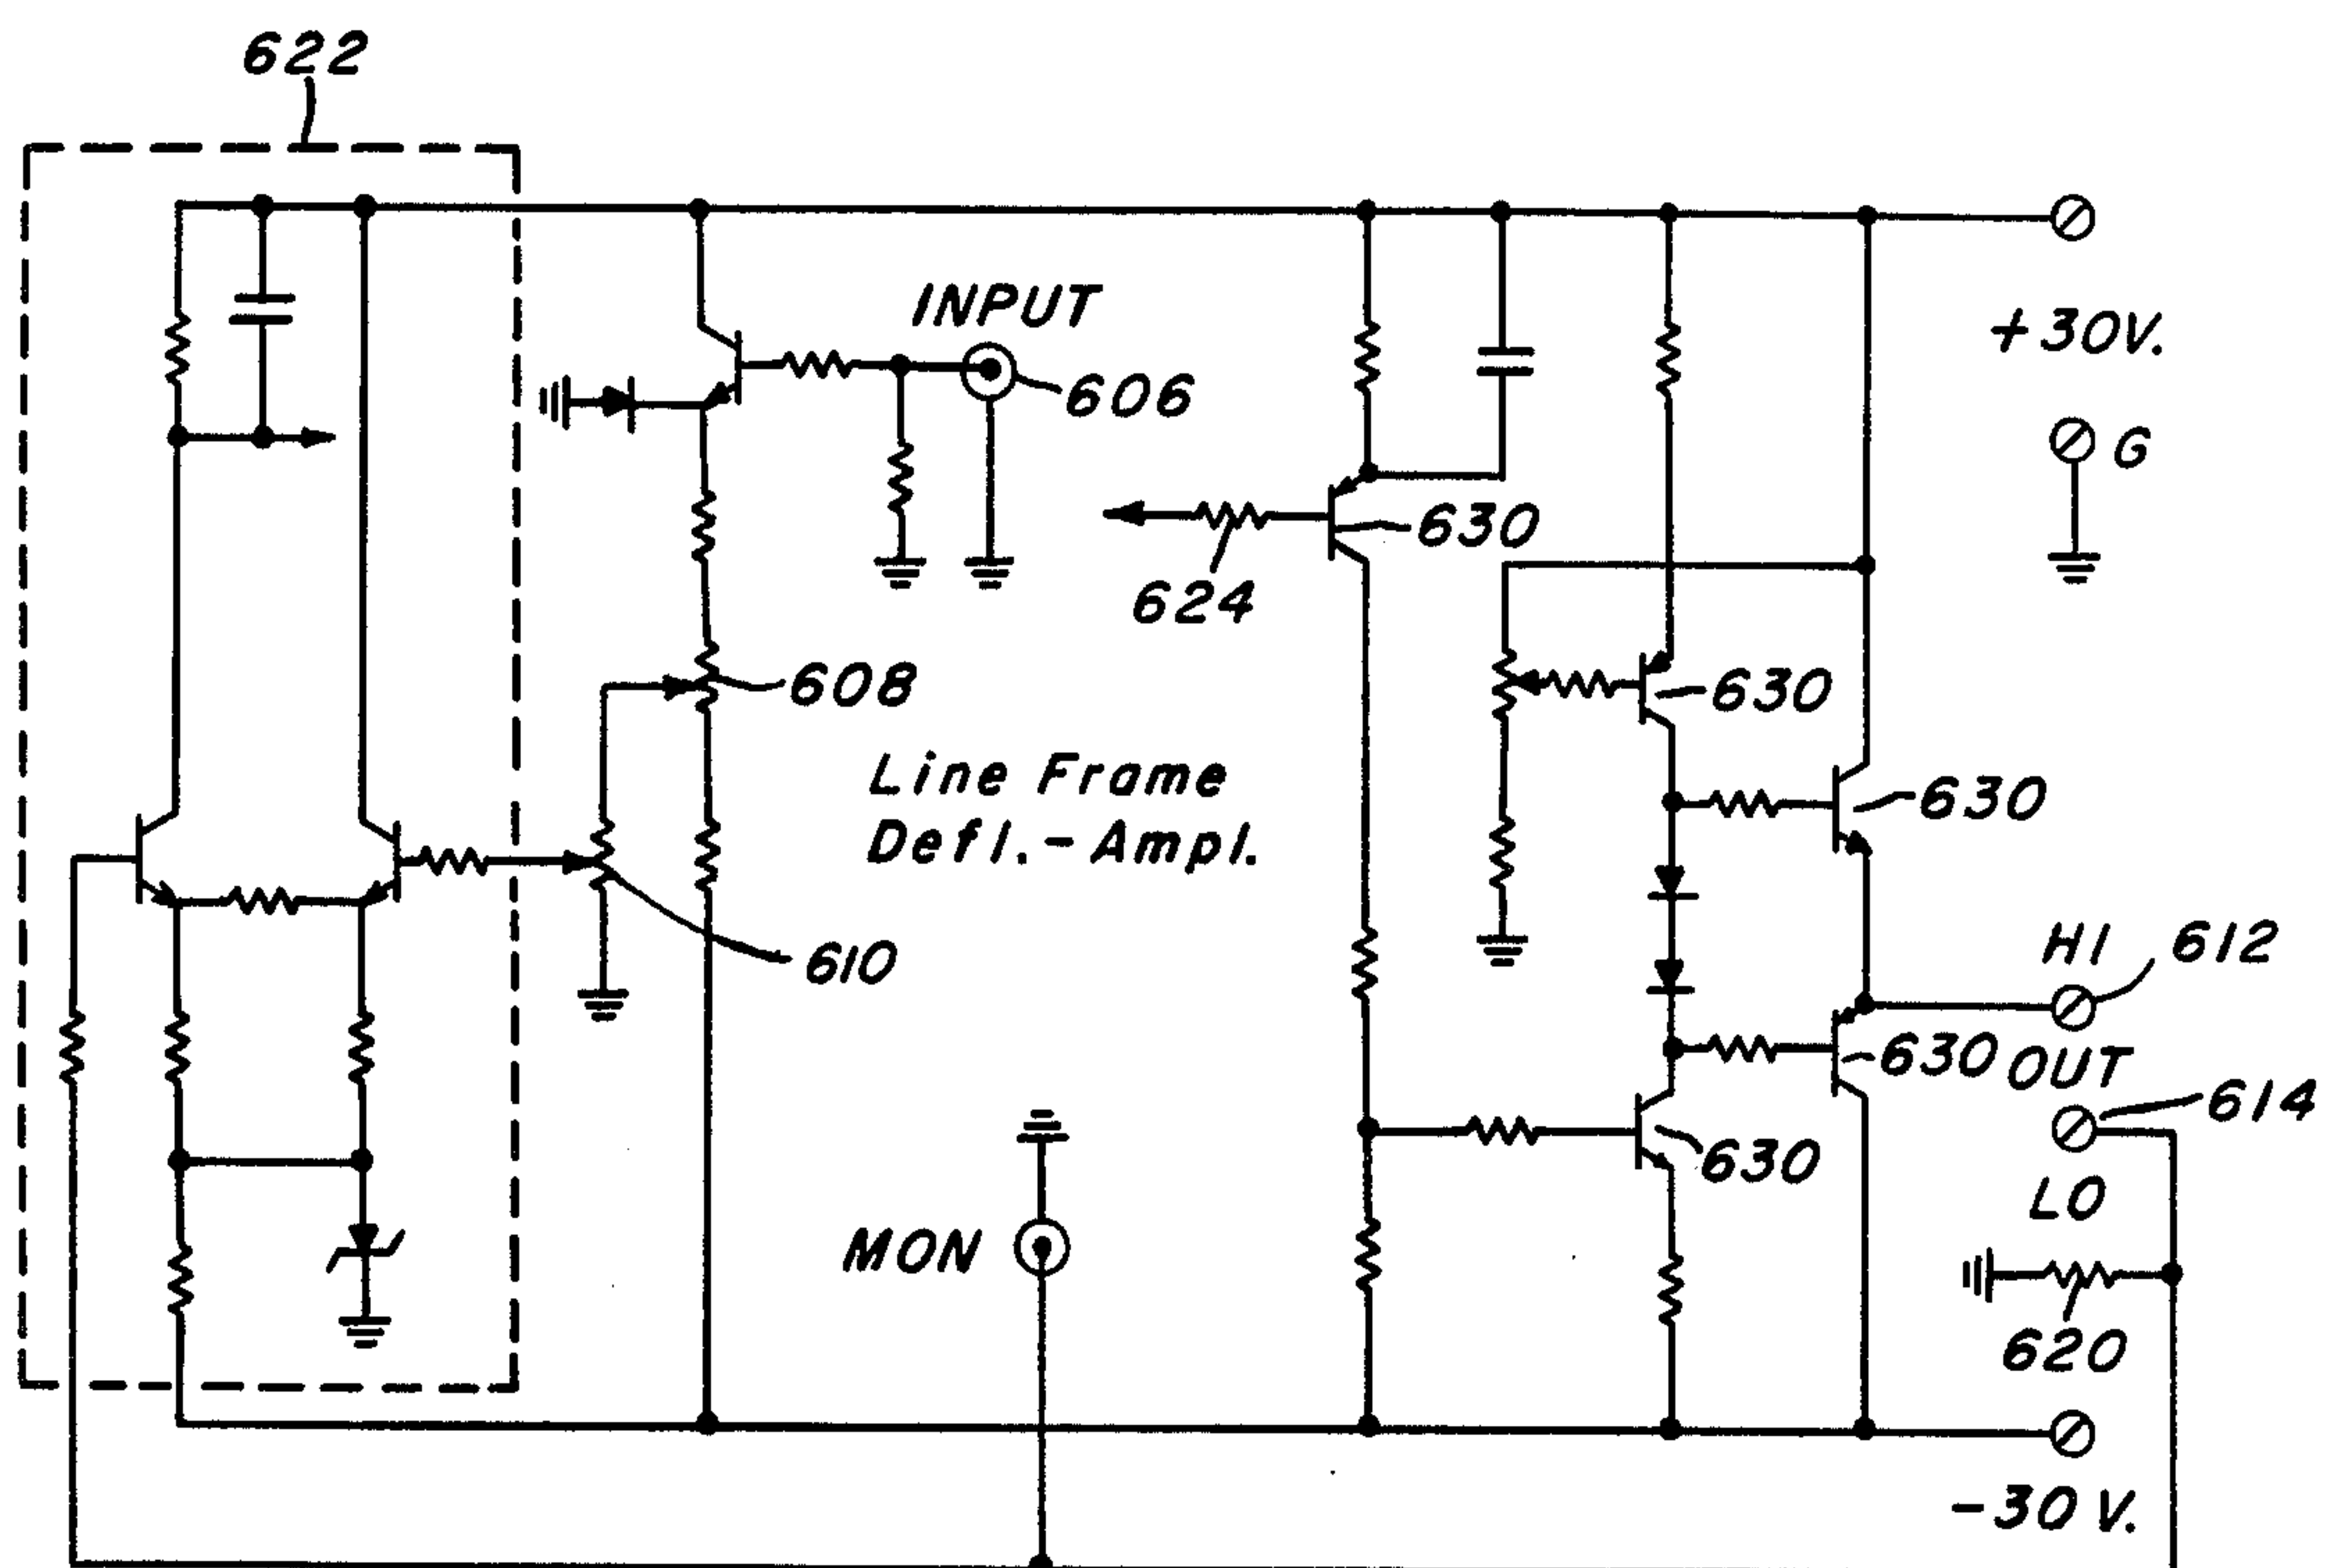 622
INPUT
606
+30V.
G
630
624
608
630
Line Frame
Defl.-Ampl.
630
610
HI 612
630 OUT
614
630
LO
MON
620
-30 V.